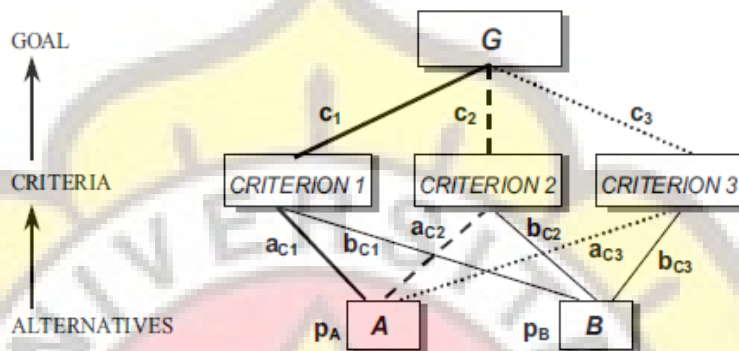 GOAL
G
c1
c2
c3
CRITERIA
CRITERION 1
CRITERION 2
CRITERION 3
aC1
bC1
aC2
bC2
aC3
bC3
ALTERNATIVES
pA
A
pB
B
NIVERSIT